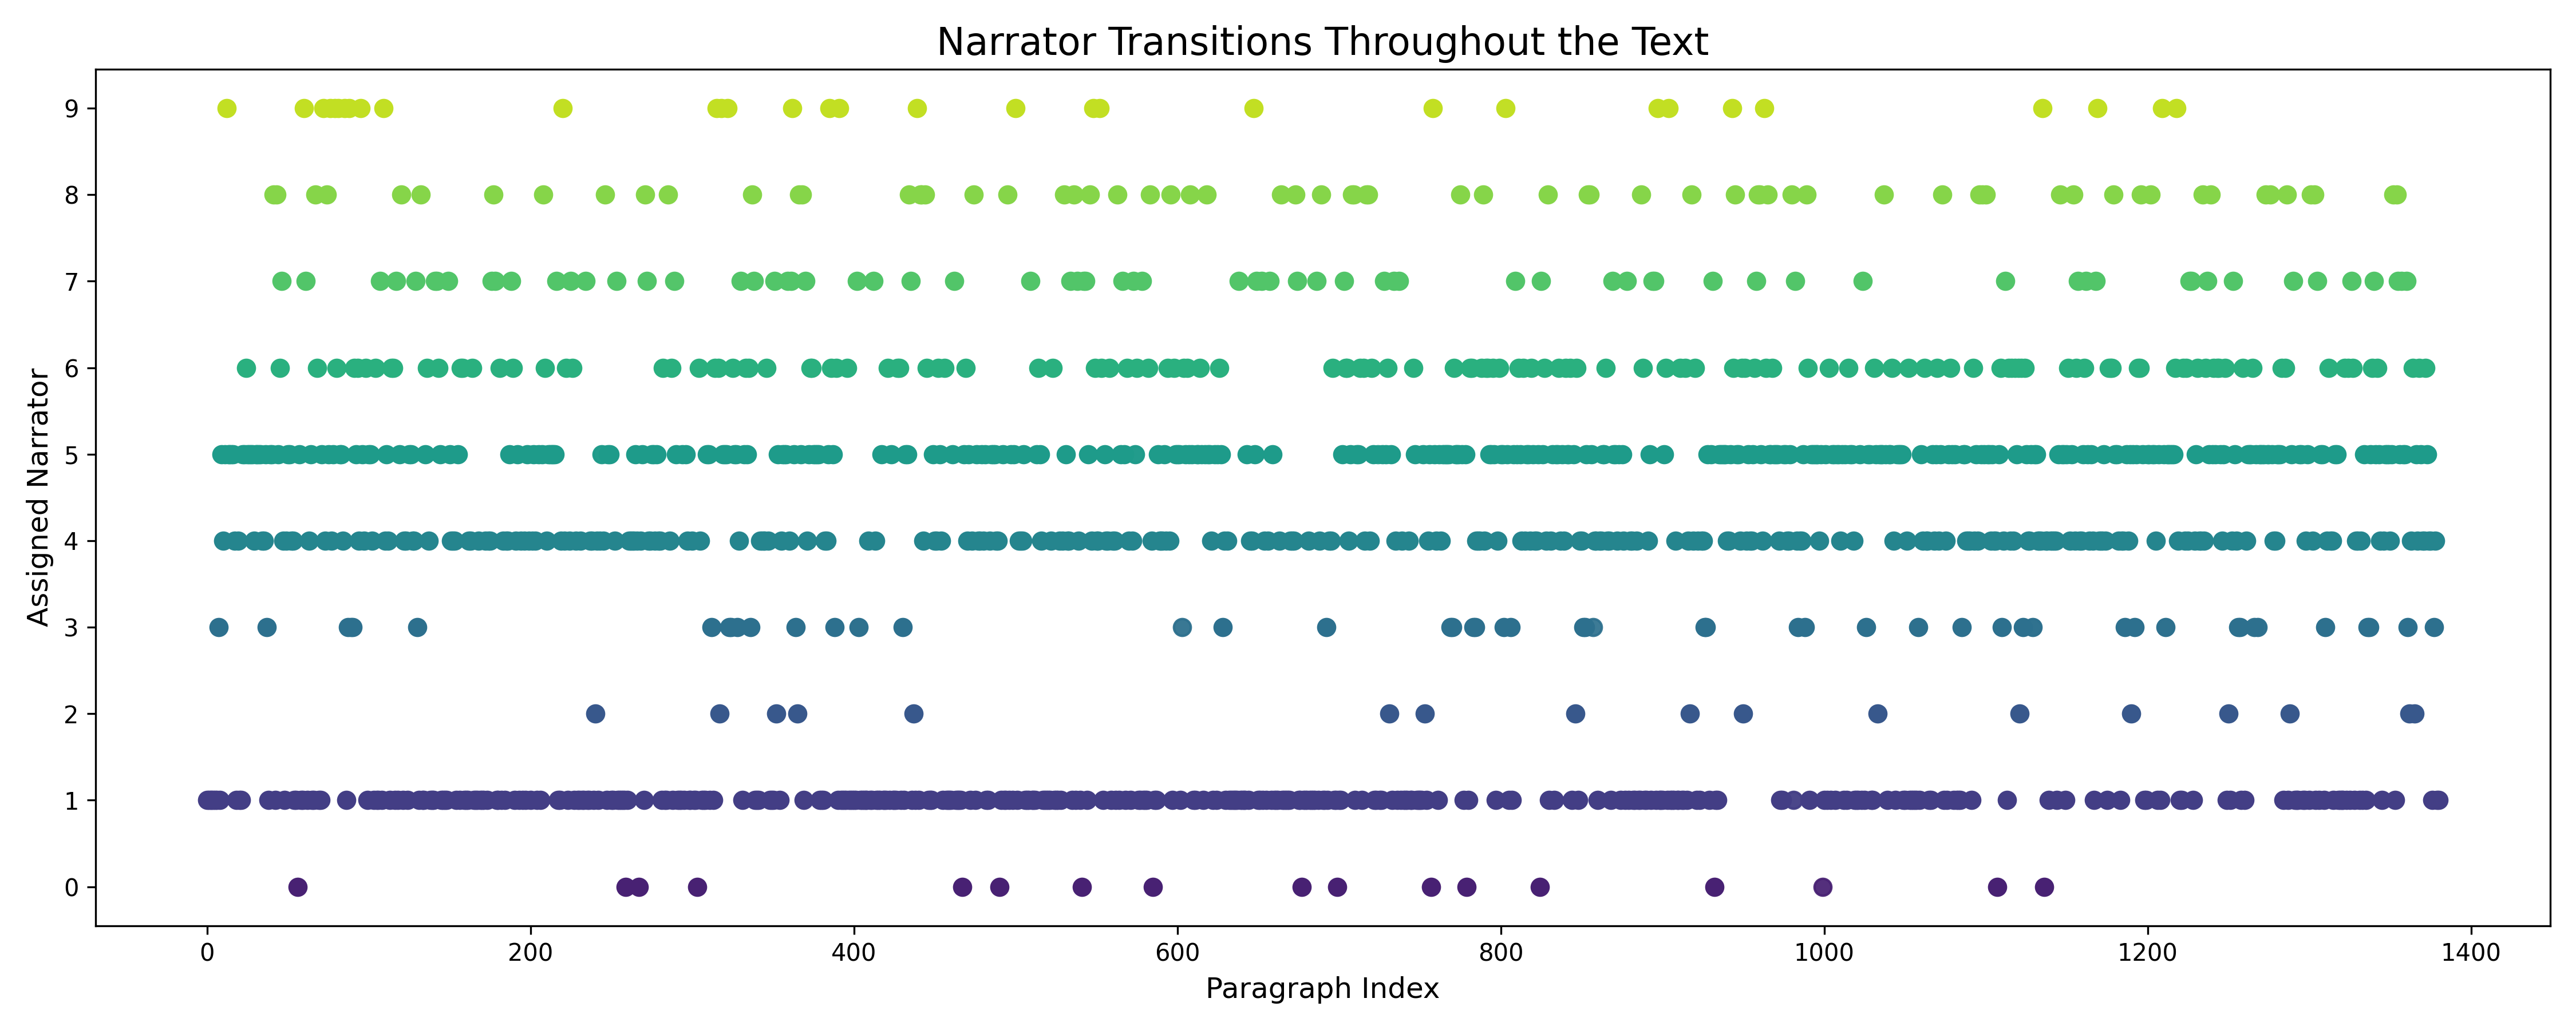 Narrator Transitions Throughout the Text
Assigned Narrator
9
8
7
6
5
4
3
2
1
0
0 200 400 600 800 1000 1200 1400
Paragraph Index